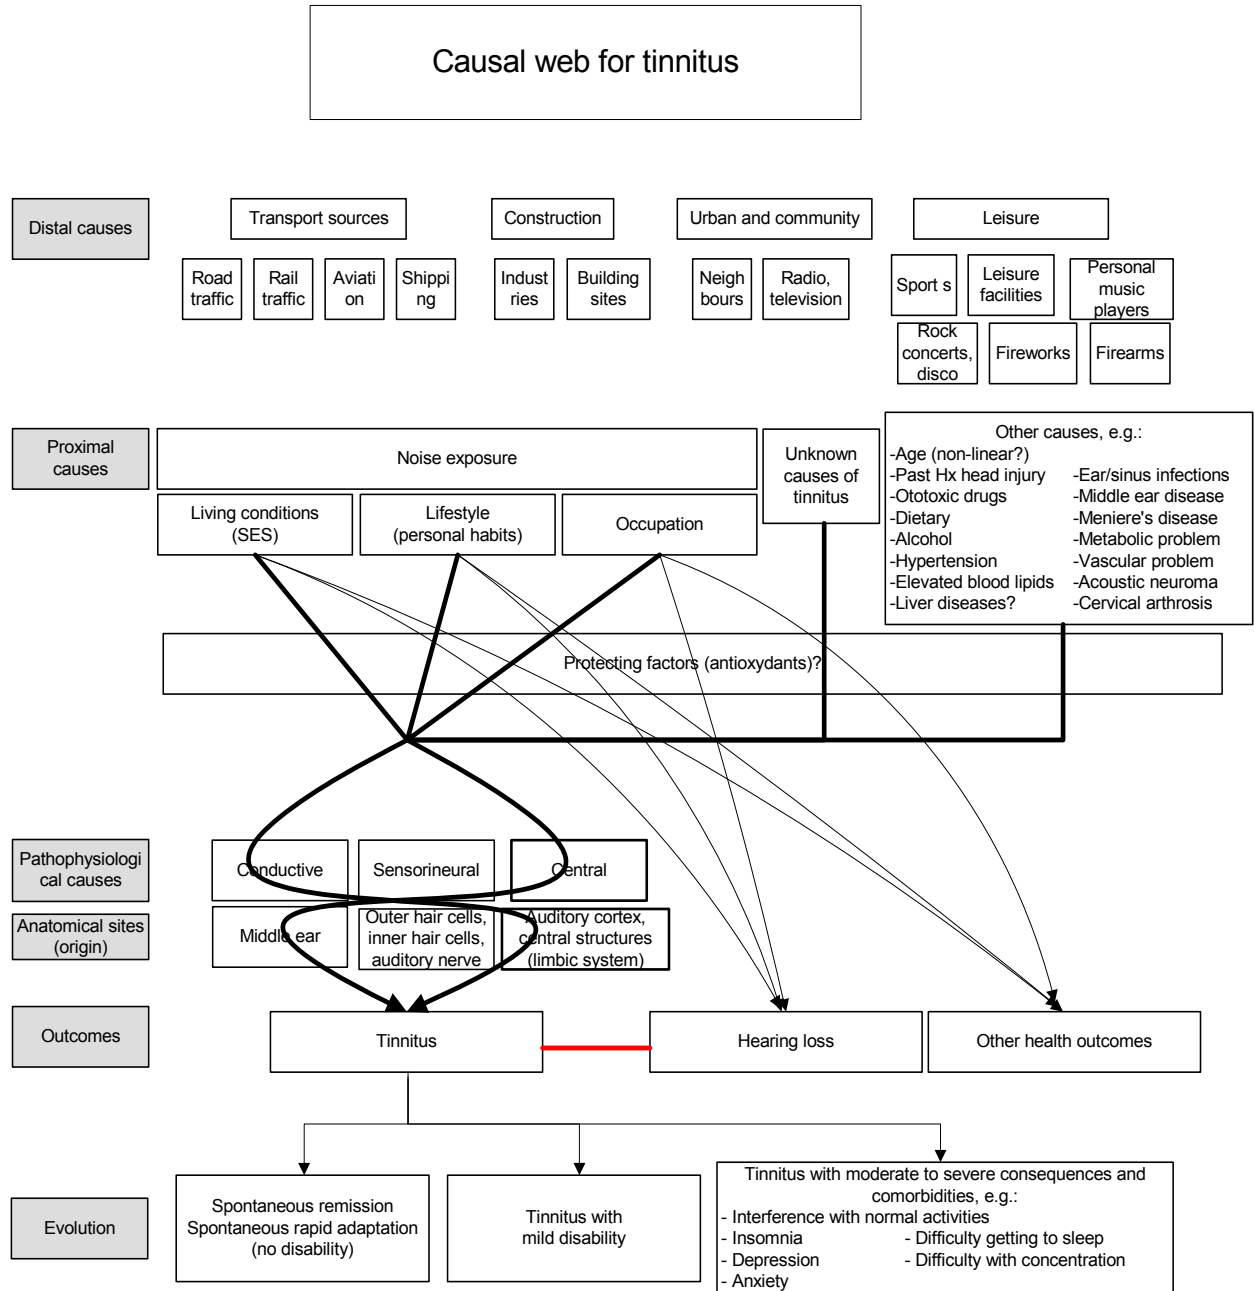 Causal web for tinnitus
Distal causes
Transport sources
Construction
Urban and community
Leisure
Road
traffic
Rail
traffic
Aviati
on
Shippi
ng
Indust
ries
Building
sites
Neigh
bours
Radio,
television
Sport s
Leisure
facilities
Personal
music
players
Rock
concerts,
disco
Fireworks
Firearms
Proximal
causes
Noise exposure
Living conditions
(SES)
Lifestyle
(personal habits)
Occupation
Unknown
causes of
tinnitus
Other causes, e.g.:
-Age (non-linear?)
-Past Hx head injury
-Ototoxic drugs
-Dietary
-Alcohol
-Hypertension
-Elevated blood lipids
-Liver diseases?
-Ear/sinus infections
-Middle ear disease
-Meniere's disease
-Metabolic problem
-Vascular problem
-Acoustic neuroma
-Cervical arthrosis
Protecting factors (antioxydants)?
Pathophysiologi
cal causes
Conductive
Sensorineural
Central
Anatomical sites
(origin)
Middle ear
Outer hair cells,
inner hair cells,
auditory nerve
Auditory cortex,
central structures
(limbic system)
Outcomes
Tinnitus
Hearing loss
Other health outcomes
Evolution
Spontaneous remission
Spontaneous rapid adaptation
(no disability)
Tinnitus with
mild disability
Tinnitus with moderate to severe consequences and
comorbidities, e.g.:
- Interference with normal activities
- Insomnia
- Depression
- Anxiety
- Difficulty getting to sleep
- Difficulty with concentration